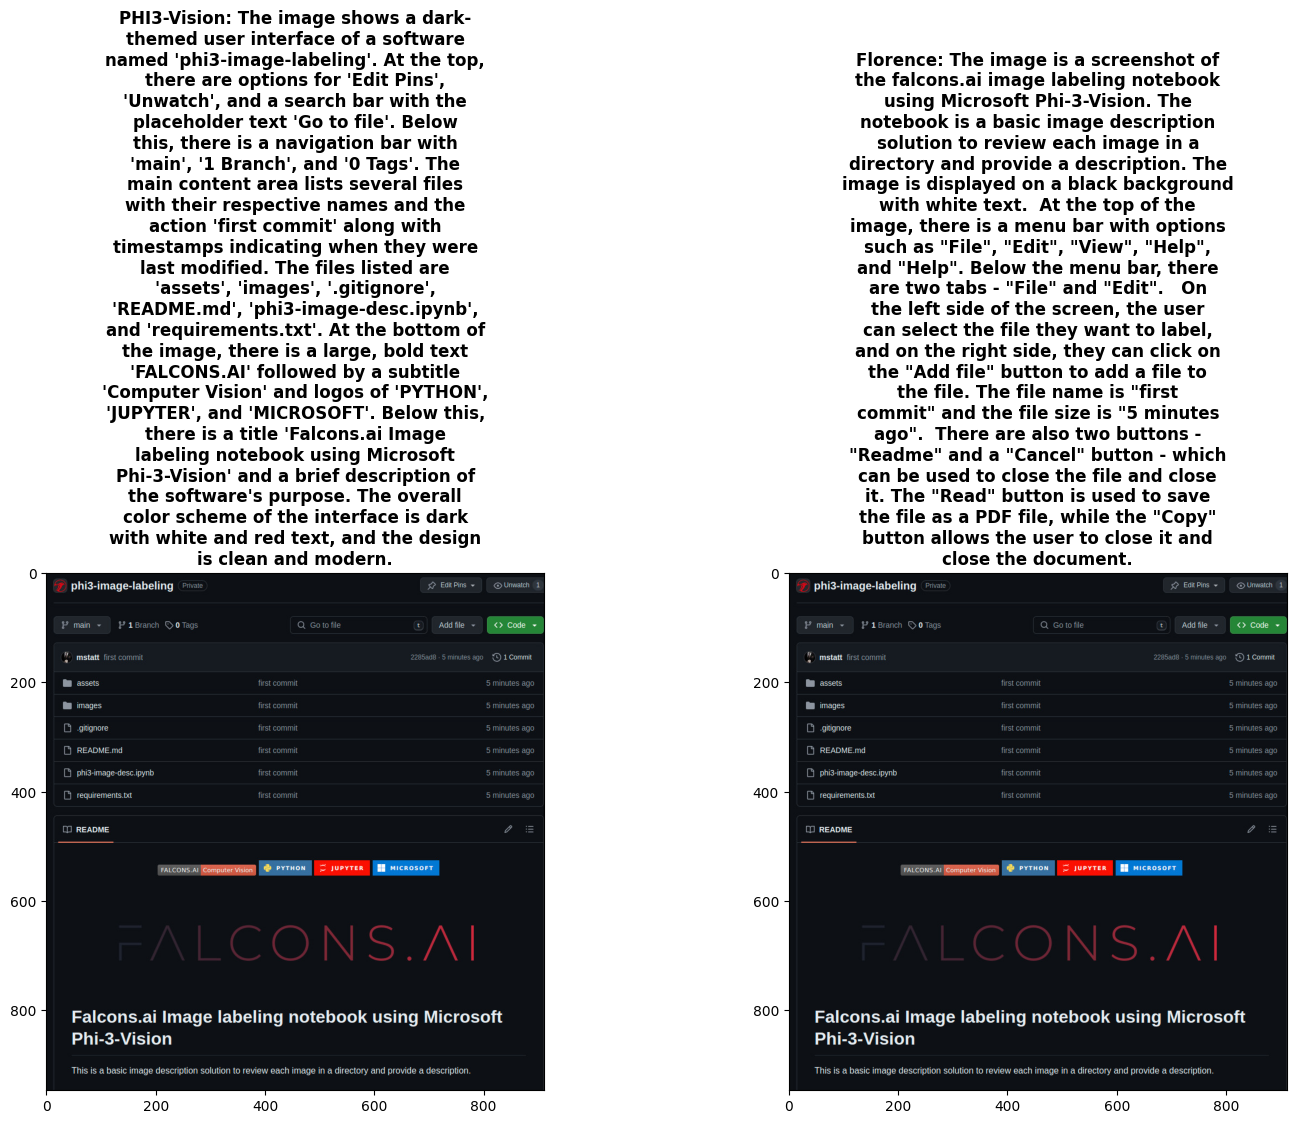 PHI3-Vision: The image shows a dark-
themed user interface of a software
named 'phi3-image-labeling'. At the top,
there are options for 'Edit Pins',
'Unwatch', and a search bar with the
placeholder text 'Go to file'. Below
this, there is a navigation bar with
'main', '1 Branch', and '0 Tags'. The
main content area lists several files
with their respective names and the
action 'first commit' along with
timestamps indicating when they were
last modified. The files listed are
'assets', 'images', '.gitignore',
'README.md', 'phi3-image-desc.ipynb',
and 'requirements.txt'. At the bottom of
the image, there is a large, bold text
'FALCONS.AI' followed by a subtitle
'Computer Vision' and logos of 'PYTHON',
'JUPYTER', and 'MICROSOFT'. Below this,
there is a title 'Falcons.ai Image
labeling notebook using Microsoft
Phi-3-Vision' and a brief description of
the software's purpose. The overall
color scheme of the interface is dark
with white and red text, and the design
is clean and modern.
0
200
400
600
800
phi3-image-labeling Private Edit Pins Unwatch 1
main 1 Branch 0 Tags Go to file t Add file Code
mstatt first commit 2285ad8 · 5 minutes ago 1 Commit
assets first commit 5 minutes ago
images first commit 5 minutes ago
.gitignore first commit 5 minutes ago
README.md first commit 5 minutes ago
phi3-image-desc.ipynb first commit 5 minutes ago
requirements.txt first commit 5 minutes ago
README
FALCONS.AI Computer Vision PYTHON JUPYTER MICROSOFT
FALCONS.AI
Falcons.ai Image labeling notebook using Microsoft
Phi-3-Vision
This is a basic image description solution to review each image in a directory and provide a description.
0 200 400 600 800
Florence: The image is a screenshot of
the falcons.ai image labeling notebook
using Microsoft Phi-3-Vision. The
notebook is a basic image description
solution to review each image in a
directory and provide a description. The
image is displayed on a black background
with white text.  At the top of the
image, there is a menu bar with options
such as "File", "Edit", "View", "Help",
and "Help". Below the menu bar, there
are two tabs - "File" and "Edit".   On
the left side of the screen, the user
can select the file they want to label,
and on the right side, they can click on
the "Add file" button to add a file to
the file. The file name is "first
commit" and the file size is "5 minutes
ago".  There are also two buttons -
"Readme" and a "Cancel" button - which
can be used to close the file and close
it. The "Read" button is used to save
the file as a PDF file, while the "Copy"
button allows the user to close it and
close the document.
0
200
400
600
800
phi3-image-labeling Private Edit Pins Unwatch 1
main 1 Branch 0 Tags Go to file t Add file Code
mstatt first commit 2285ad8 · 5 minutes ago 1 Commit
assets first commit 5 minutes ago
images first commit 5 minutes ago
.gitignore first commit 5 minutes ago
README.md first commit 5 minutes ago
phi3-image-desc.ipynb first commit 5 minutes ago
requirements.txt first commit 5 minutes ago
README
FALCONS.AI Computer Vision PYTHON JUPYTER MICROSOFT
FALCONS.AI
Falcons.ai Image labeling notebook using Microsoft
Phi-3-Vision
This is a basic image description solution to review each image in a directory and provide a description.
0 200 400 600 800